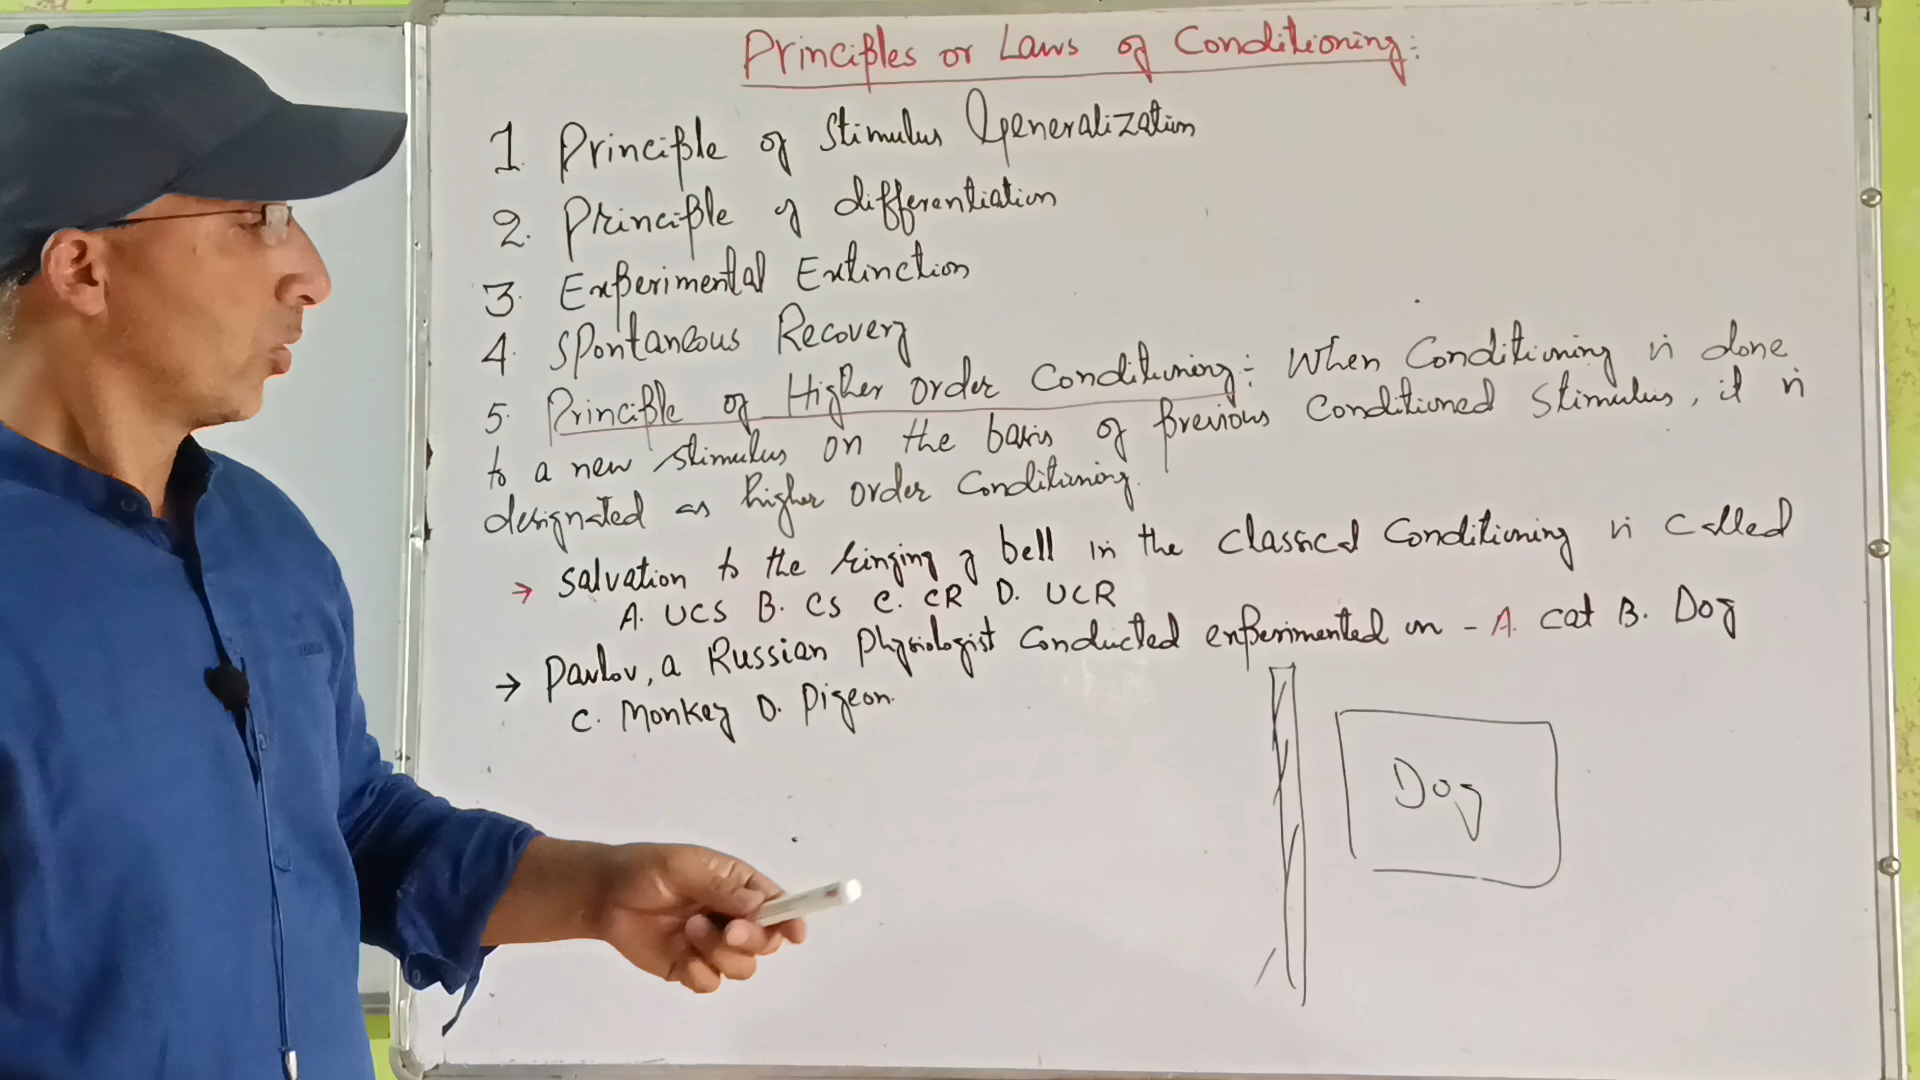 Principles or Laws of Conditioning:
1. Principle of Stimulus Generalization
2. Principle of differentiation
3. Experimental Extinction
4. Spontaneous Recovery
5. Principle of Higher order Conditioning:- When Conditioning is done
to a new stimulus on the basis of previous Conditioned Stimulus, it is
designated as higher order Conditioning.
→ Salvation to the ringing of bell in the classical Conditioning is called
A. UCS B. CS C. CR D. UCR
→ Pavlov, a Russian Physiologist Conducted experimented on - A. cat B. Dog
C. Monkey D. Pigeon.
Dog